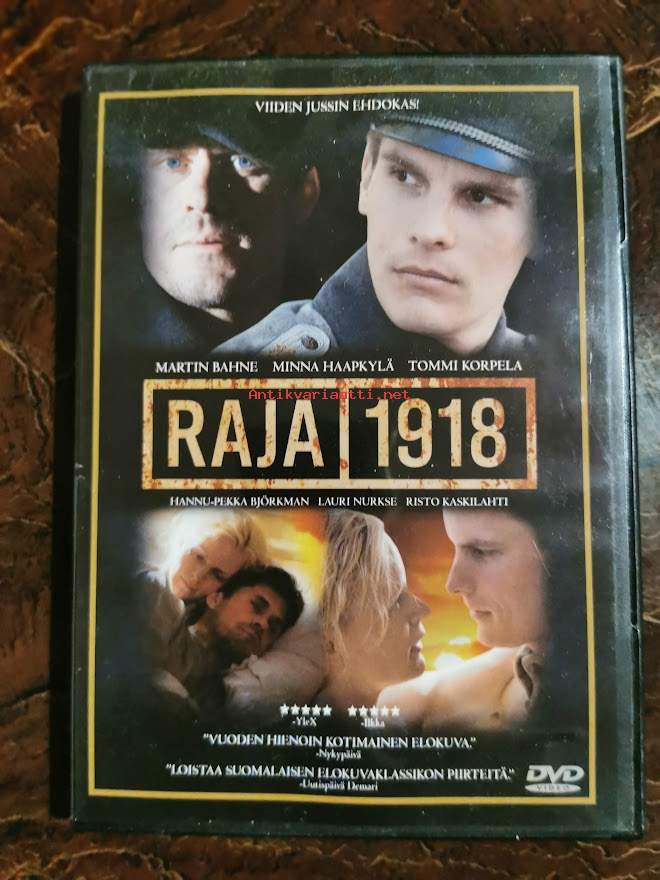 VIIDEN JUSSIN EHDOKAS!
MARTIN BAHNE MINNA HAAPKYLÄ TOMMI KORPELA
Antikvariaatti.net
RAJA 1918
HANNU-PEKKA BJÖRKMAN LAURI NURKSE RISTO KASKILAHTI
★★★★★ ★★★★★
-YleX -Ilkka
"VUODEN HIENOIN KOTIMAINEN ELOKUVA."
-Nykypäivä
"LOISTAA SUOMALAISEN ELOKUVAKLASSIKON PIIRTEITÄ."
-Uutispäivä Demari
DVD
VIDEO